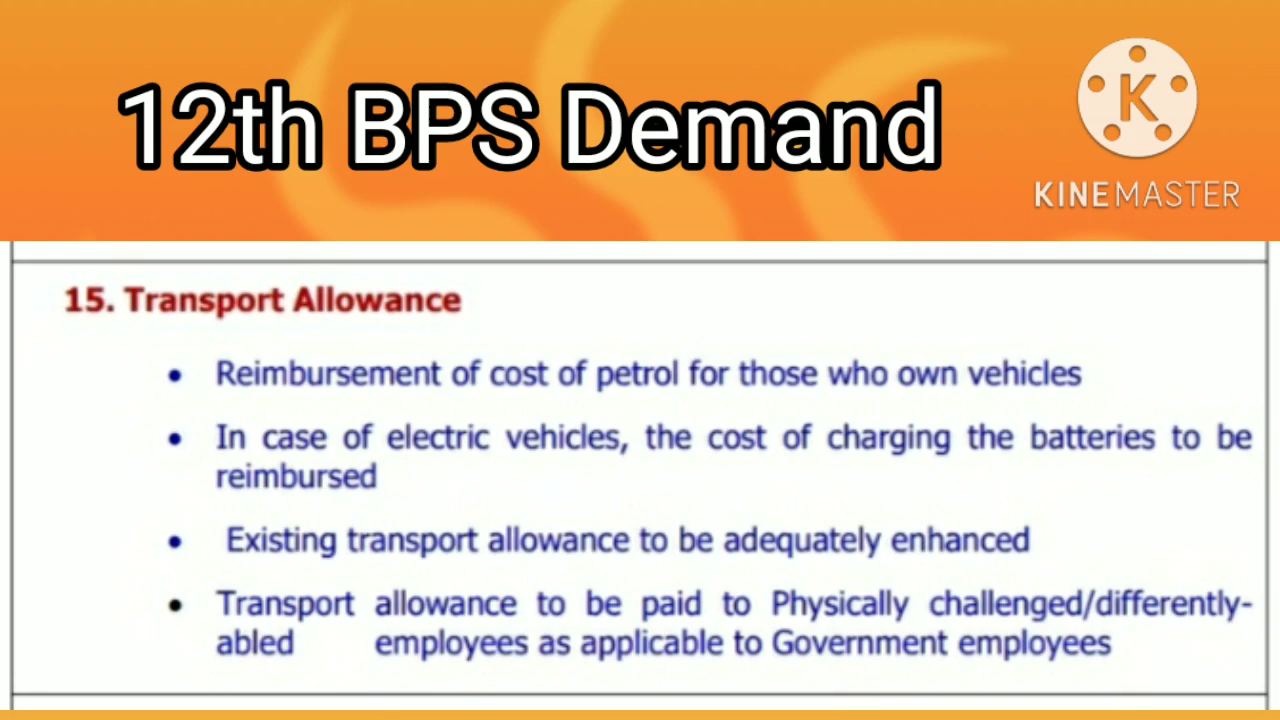 12th BPS Demand
K
KINEMASTER
15. Transport Allowance
• Reimbursement of cost of petrol for those who own vehicles
• In case of electric vehicles, the cost of charging the batteries to be
reimbursed
• Existing transport allowance to be adequately enhanced
• Transport allowance to be paid to Physically challenged/differently-
abled employees as applicable to Government employees